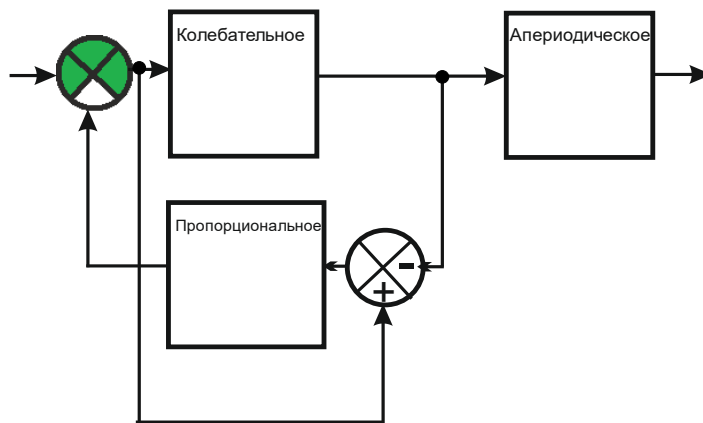 Колебательное
Апериодическое
Пропорциональное
-
+